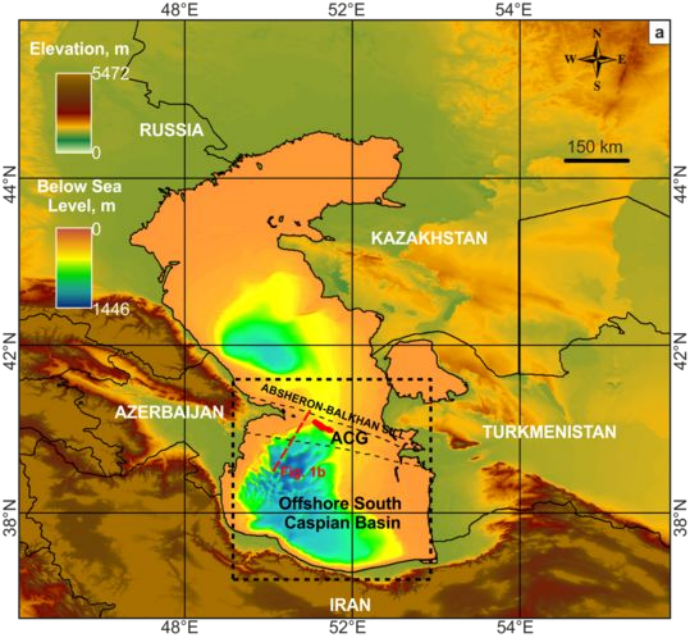 48°E 52°E 54°E
a
Elevation, m
5472
0
N
W E
S
RUSSIA
150 km
44°N 44°N
Below Sea
Level, m
0
1446
KAZAKHSTAN
42°N 42°N
ABSHERON-BALKHAN SILL
AZERBAIJAN
ACG
TURKMENISTAN
Fig. 1b
Offshore South
Caspian Basin
38°N 38°N
IRAN
48°E 52°E 54°E